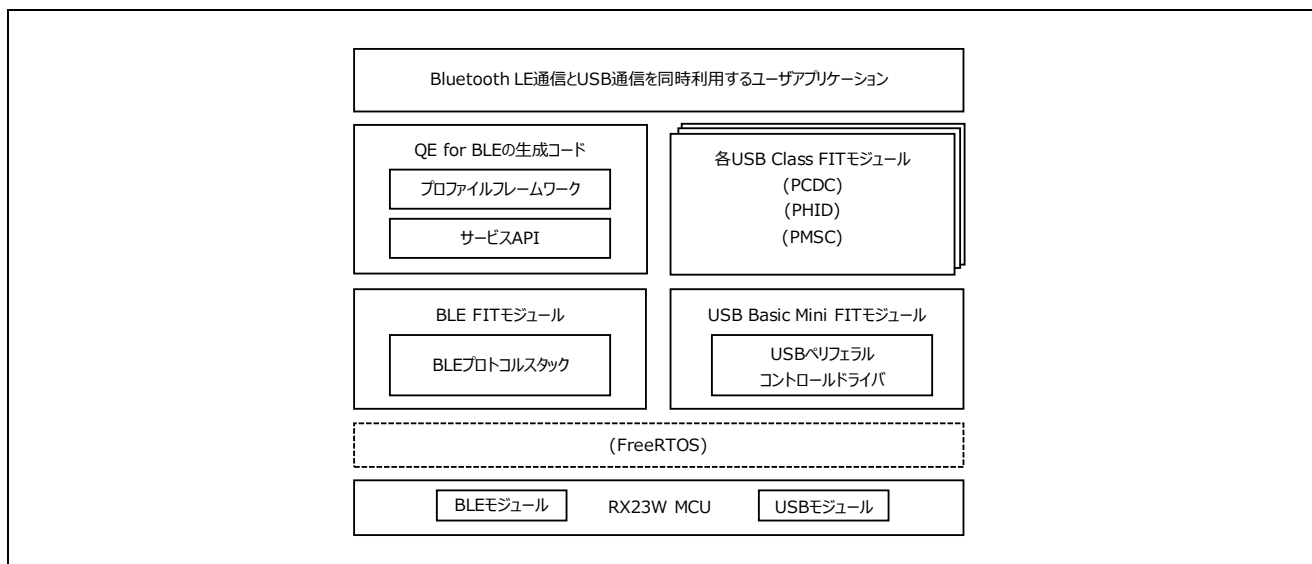 Bluetooth LE通信とUSB通信を同時利用するユーザアプリケーション
QE for BLEの生成コード
プロファイルフレームワーク
サービスAPI
各USB Class FITモジュール
(PCDC)
(PHID)
(PMSC)
BLE FITモジュール
BLEプロトコルスタック
USB Basic Mini FITモジュール
USBペリフェラル
コントロールドライバ
(FreeRTOS)
BLEモジュール
RX23W MCU
USBモジュール